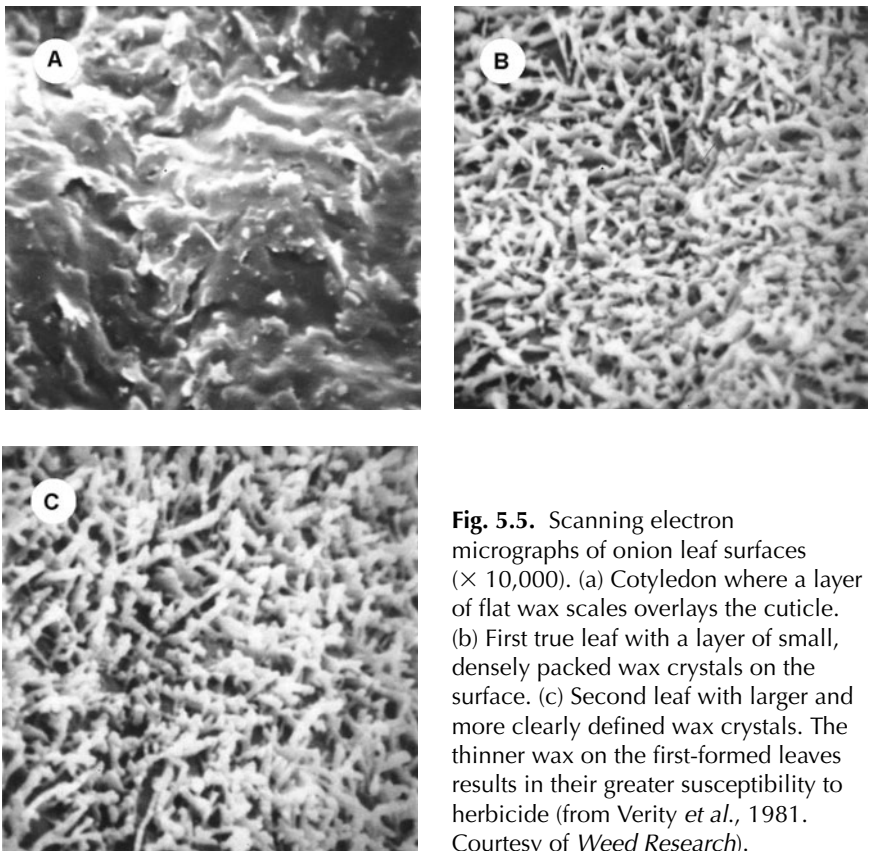 A
B
C
Fig. 5.5. Scanning electron
micrographs of onion leaf surfaces
(× 10,000). (a) Cotyledon where a layer
of flat wax scales overlays the cuticle.
(b) First true leaf with a layer of small,
densely packed wax crystals on the
surface. (c) Second leaf with larger and
more clearly defined wax crystals. The
thinner wax on the first-formed leaves
results in their greater susceptibility to
herbicide (from Verity et al., 1981.
Courtesy of Weed Research).